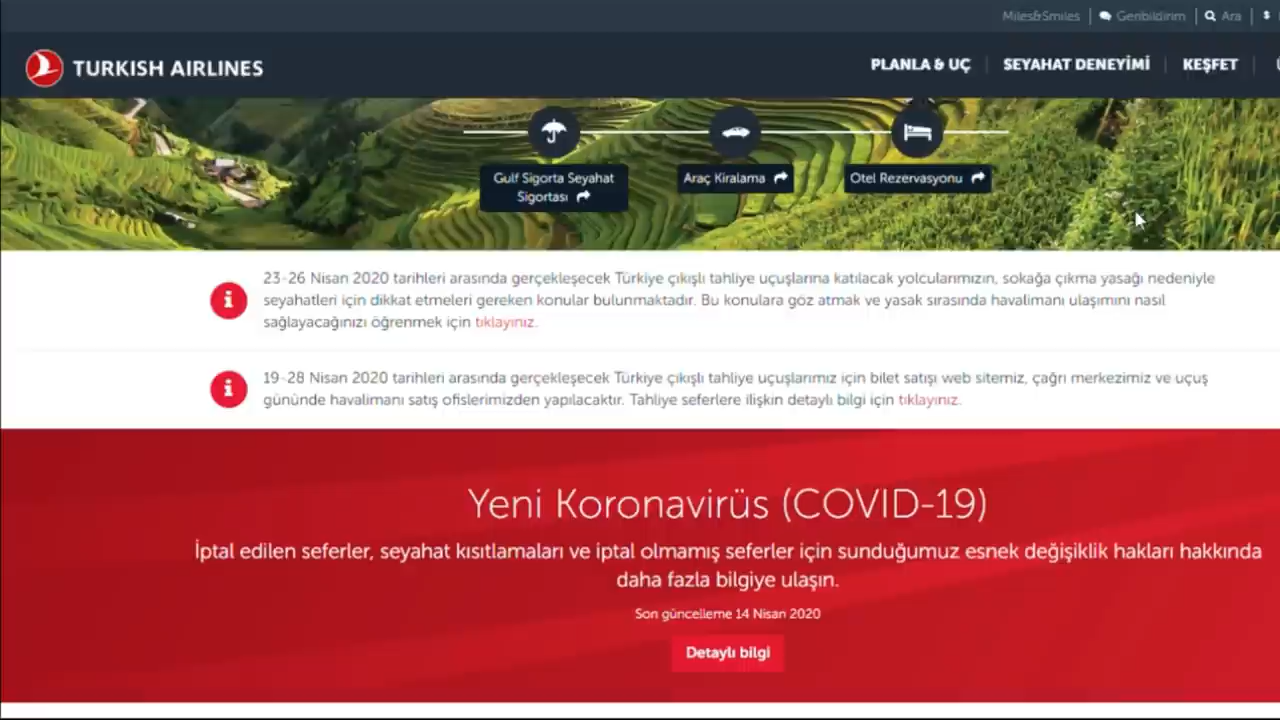 Miles&Smiles
Geribildirim
Ara
TURKISH AIRLINES
PLANLA & UÇ
SEYAHAT DENEYİMİ
KEŞFET
Gulf Sigorta Seyahat
Sigortası
Araç Kiralama
Otel Rezervasyonu
23-26 Nisan 2020 tarihleri arasında gerçekleşecek Türkiye çıkışlı tahliye uçuşlarına katılacak yolcularımızın, sokağa çıkma yasağı nedeniyle
seyahatleri için dikkat etmeleri gereken konular bulunmaktadır. Bu konulara göz atmak ve yasak sırasında havalimanı ulaşımını nasıl
sağlayacağınızı öğrenmek için tıklayınız.
19-28 Nisan 2020 tarihleri arasında gerçekleşecek Türkiye çıkışlı tahliye uçuşlarımız için bilet satışı web sitemiz, çağrı merkezimiz ve uçuş
gününde havalimanı satış ofislerimizden yapılacaktır. Tahliye seferlere ilişkin detaylı bilgi için tıklayınız.
Yeni Koronavirüs (COVID-19)
İptal edilen seferler, seyahat kısıtlamaları ve iptal olmamış seferler için sunduğumuz esnek değişiklik hakları hakkında
daha fazla bilgiye ulaşın.
Son güncelleme 14 Nisan 2020
Detaylı bilgi